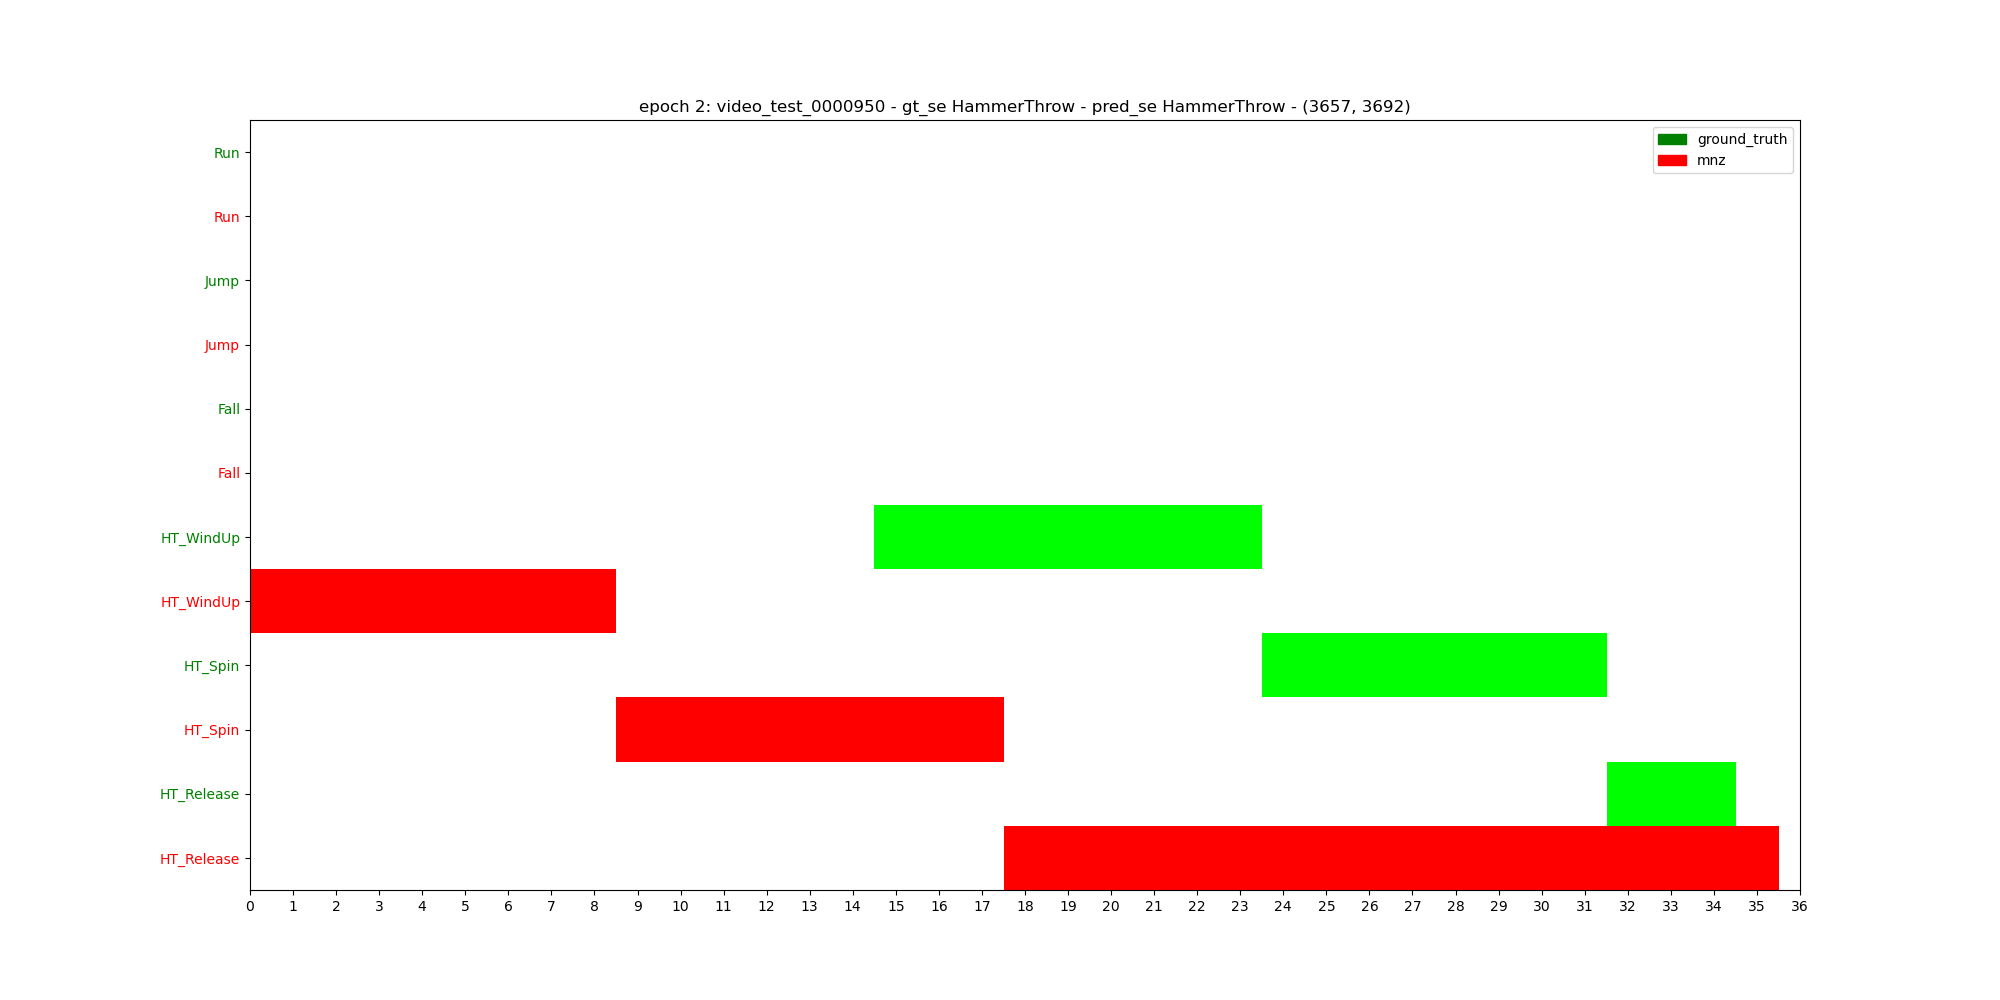 epoch 2: video_test_0000950 - gt_se HammerThrow - pred_se HammerThrow - (3657, 3692)
ground_truth
mnz
Run
Run
Jump
Jump
Fall
Fall
HT_WindUp
HT_WindUp
HT_Spin
HT_Spin
HT_Release
HT_Release
0 1 2 3 4 5 6 7 8 9 10 11 12 13 14 15 16 17 18 19 20 21 22 23 24 25 26 27 28 29 30 31 32 33 34 35 36